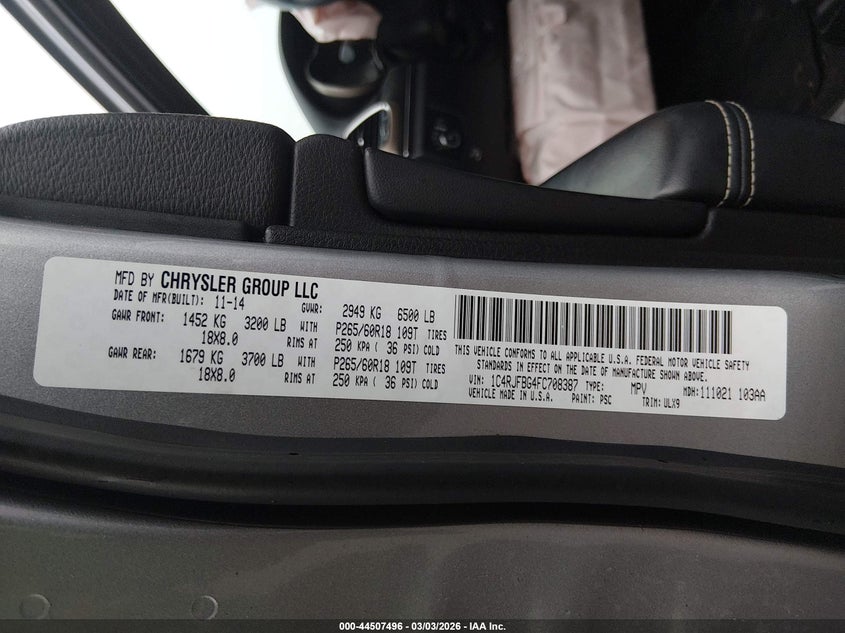 MFD BY CHRYSLER GROUP LLC
DATE OF MFR(BUILT): 11-14 GVWR: 2949 KG 6500 LB
GAWR FRONT: 1452 KG 3200 LB WITH P265/60R18 109T TIRES
18X8.0 RIMS AT 250 KPA ( 36 PSI) COLD
GAWR REAR: 1679 KG 3700 LB WITH P265/60R18 109T TIRES
18X8.0 RIMS AT 250 KPA ( 36 PSI) COLD
THIS VEHICLE CONFORMS TO ALL APPLICABLE U.S.A. FEDERAL MOTOR VEHICLE SAFETY
STANDARDS IN EFFECT ON THE DATE OF MANUFACTURE SHOWN ABOVE.
VIN: 1C4RJFBG4FC708387 TYPE: MPV MDH: 111021 103AA
VEHICLE MADE IN U.S.A. PAINT: PSC TRIM: ULX9
000-44507496 - 03/03/2026 - IAA Inc.